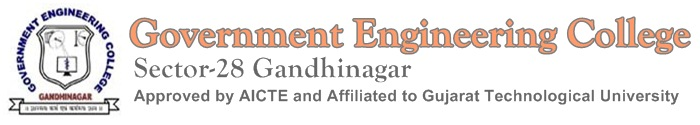 GOVERNMENT ENGINEERING COLLEGE
GANDHINAGAR
Government Engineering College
Sector-28 Gandhinagar
Approved by AICTE and Affiliated to Gujarat Technological University